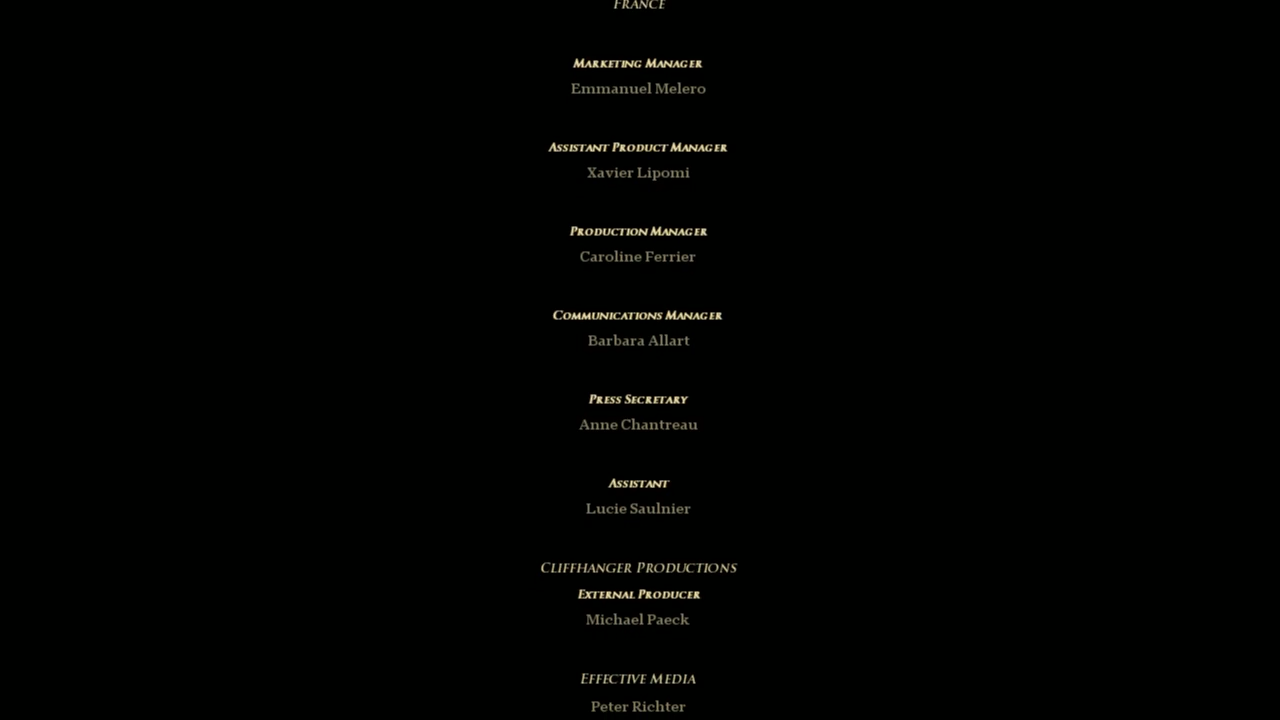 France
Marketing Manager
Emmanuel Melero
Assistant Product Manager
Xavier Lipomi
Production Manager
Caroline Ferrier
Communications Manager
Barbara Allart
Press Secretary
Anne Chantreau
Assistant
Lucie Saulnier
Cliffhanger Productions
External Producer
Michael Paeck
Effective Media
Peter Richter